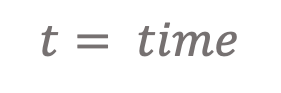 t = time